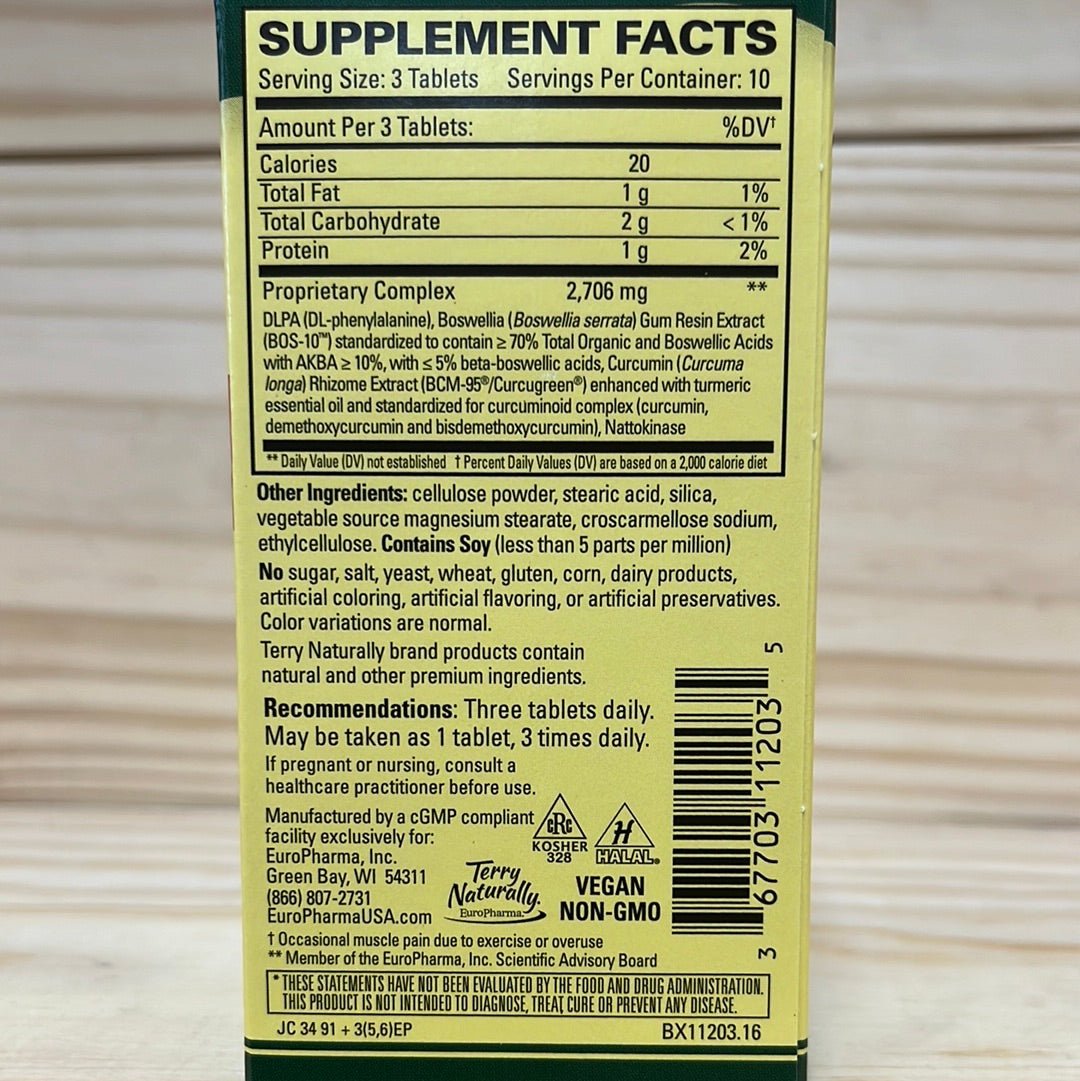 SUPPLEMENT FACTS
Serving Size: 3 Tablets Servings Per Container: 10
Amount Per 3 Tablets: %DV†
Calories 20
Total Fat 1 g 1%
Total Carbohydrate 2 g < 1%
Protein 1 g 2%
Proprietary Complex 2,706 mg **
DLPA (DL-phenylalanine), Boswellia (Boswellia serrata) Gum Resin Extract
(BOS-10™) standardized to contain ≥ 70% Total Organic and Boswellic Acids
with AKBA ≥ 10%, with ≤ 5% beta-boswellic acids, Curcumin (Curcuma
longa) Rhizome Extract (BCM-95®/Curcugreen®) enhanced with turmeric
essential oil and standardized for curcuminoid complex (curcumin,
demethoxycurcumin and bisdemethoxycurcumin), Nattokinase
** Daily Value (DV) not established † Percent Daily Values (DV) are based on a 2,000 calorie diet
Other Ingredients: cellulose powder, stearic acid, silica,
vegetable source magnesium stearate, croscarmellose sodium,
ethylcellulose. Contains Soy (less than 5 parts per million)
No sugar, salt, yeast, wheat, gluten, corn, dairy products,
artificial coloring, artificial flavoring, or artificial preservatives.
Color variations are normal.
Terry Naturally brand products contain
natural and other premium ingredients.
Recommendations: Three tablets daily.
May be taken as 1 tablet, 3 times daily.
If pregnant or nursing, consult a
healthcare practitioner before use.
Manufactured by a cGMP compliant
facility exclusively for:
EuroPharma, Inc.
Green Bay, WI 54311
(866) 807-2731
EuroPharmaUSA.com
cRc
KOSHER
328
H
HALAL®
Terry
Naturally.
EuroPharma.
VEGAN
NON-GMO
3 67703 11203 5
† Occasional muscle pain due to exercise or overuse
** Member of the EuroPharma, Inc. Scientific Advisory Board
* THESE STATEMENTS HAVE NOT BEEN EVALUATED BY THE FOOD AND DRUG ADMINISTRATION.
THIS PRODUCT IS NOT INTENDED TO DIAGNOSE, TREAT, CURE OR PREVENT ANY DISEASE.
JC 34 91 + 3(5,6)EP BX11203.16